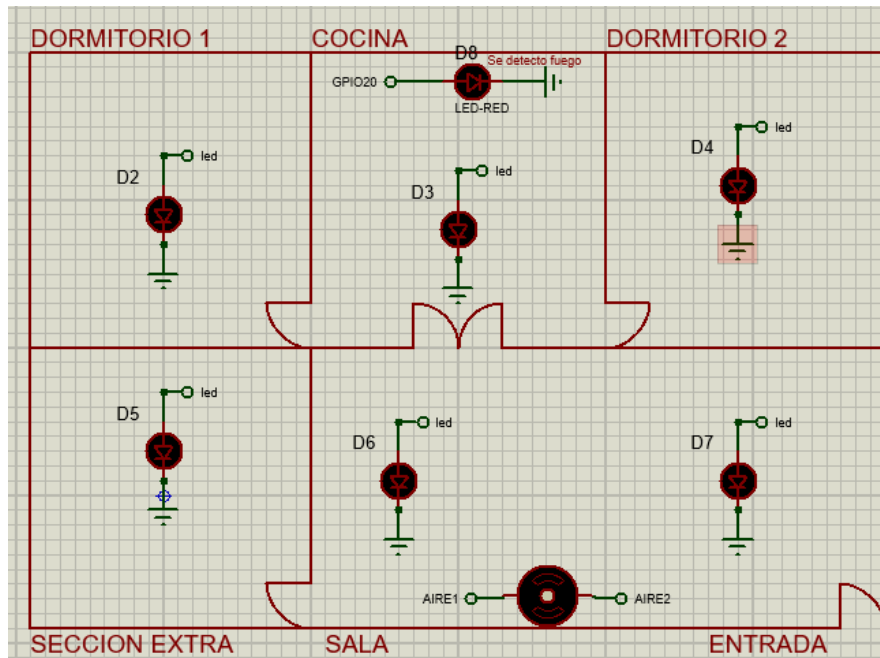 DORMITORIO 1
COCINA
DORMITORIO 2
D8
Se detecto fuego
GPIO20
LED-RED
led
D2
led
D3
led
D4
led
D5
led
D6
led
D7
AIRE1
AIRE2
SECCION EXTRA
SALA
ENTRADA